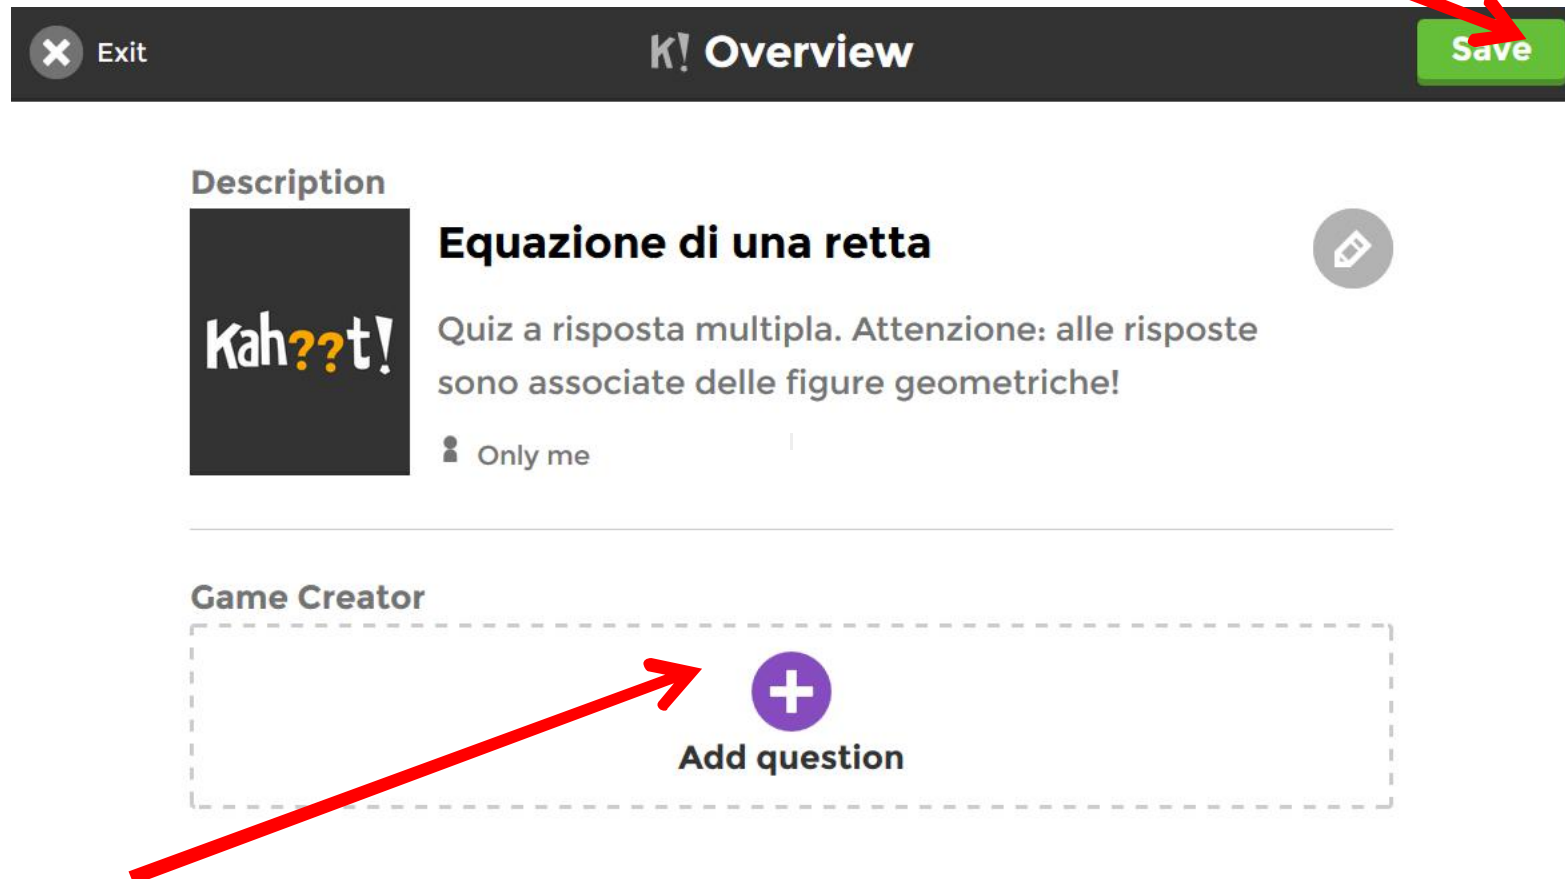 Exit
K! Overview
Save
Description
Kah??t!
Equazione di una retta
Quiz a risposta multipla. Attenzione: alle risposte
sono associate delle figure geometriche!
Only me
Game Creator
Add question